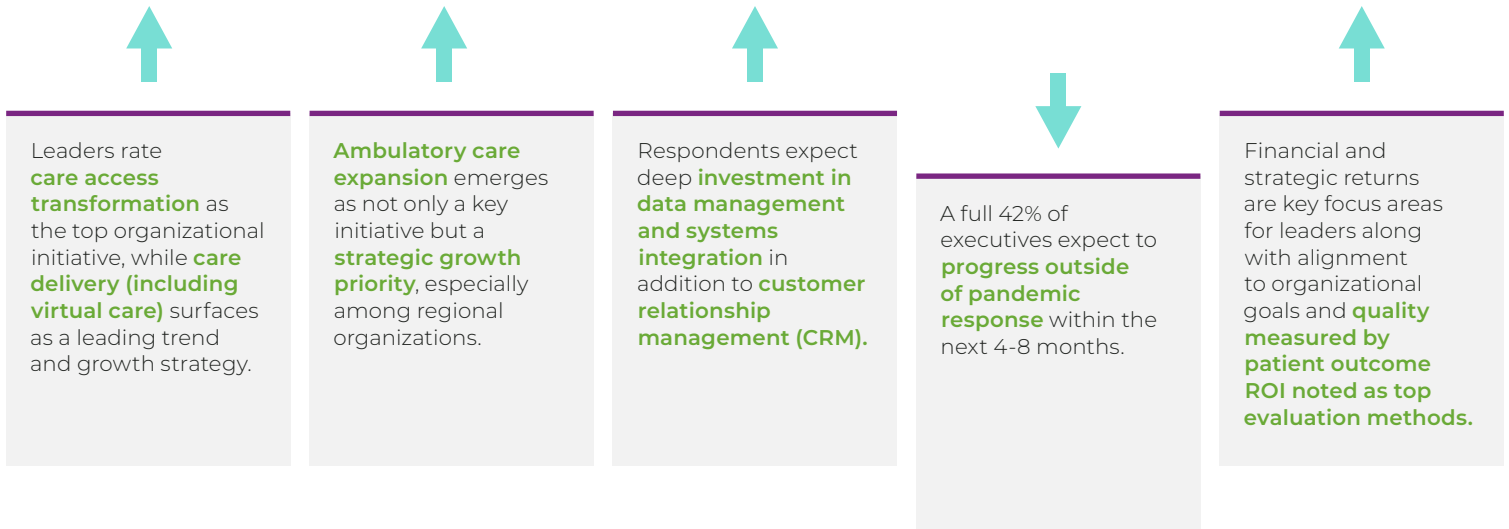 Leaders rate
care access
transformation as
the top organizational
initiative, while care
delivery (including
virtual care) surfaces
as a leading trend
and growth strategy.
Ambulatory care
expansion emerges
as not only a key
initiative but a
strategic growth
priority, especially
among regional
organizations.
Respondents expect
deep investment in
data management
and systems
integration in
addition to customer
relationship
management (CRM).
A full 42% of
executives expect to
progress outside
of pandemic
response within the
next 4-8 months.
Financial and
strategic returns
are key focus areas
for leaders along
with alignment
to organizational
goals and quality
measured by
patient outcome
ROI noted as top
evaluation methods.